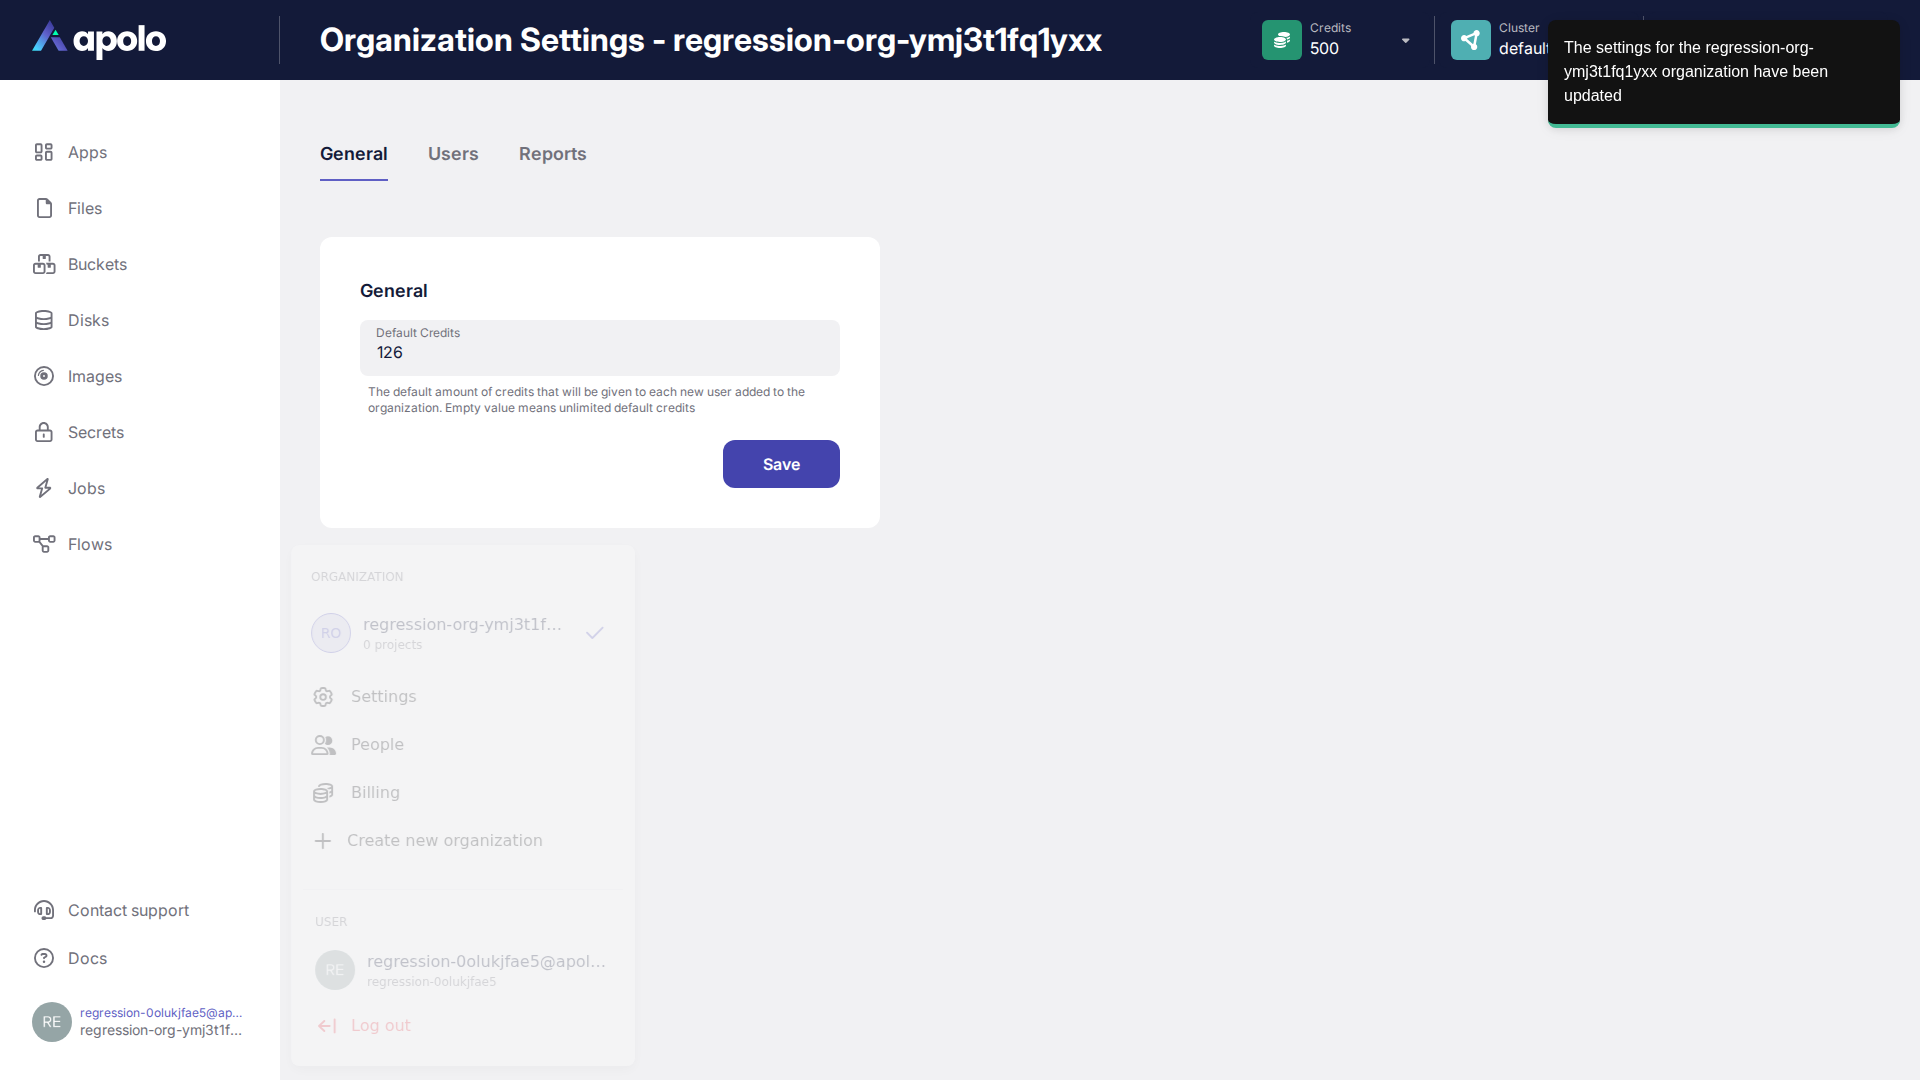 apolo
Organization Settings - regression-org-ymj3t1fq1yxx
Credits
500
Cluster
default
The settings for the regression-org-
ymj3t1fq1yxx organization have been
updated
Apps
Files
Buckets
Disks
Images
Secrets
Jobs
Flows
Contact support
Docs
RE
regression-0olukjfae5@ap...
regression-org-ymj3t1f...
General
Users
Reports
General
Default Credits
126
The default amount of credits that will be given to each new user added to the
organization. Empty value means unlimited default credits
Save
ORGANIZATION
RO
regression-org-ymj3t1f...
0 projects
Settings
People
Billing
Create new organization
USER
RE
regression-0olukjfae5@apol...
regression-0olukjfae5
Log out